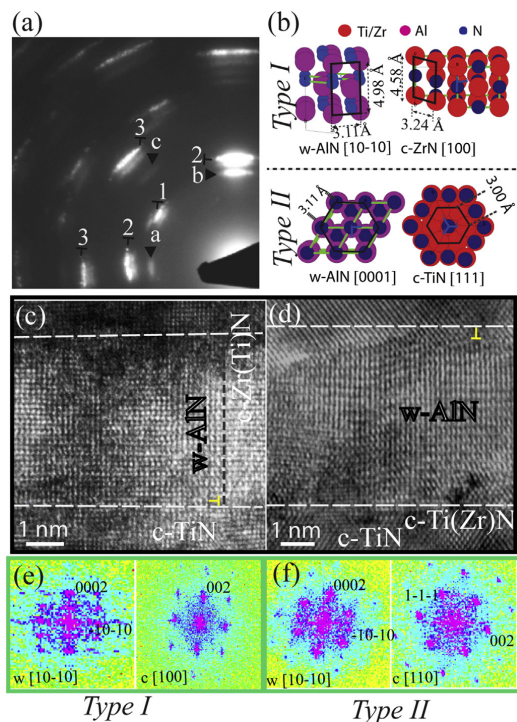 (a)
3
c
2
b
1
3
2
a
(b)
Ti/Zr
Al
N
Type I
4.98 Å
3.11Å
w-AlN [10-10]
4.58 Å
3.24 Å
c-ZrN [100]
Type II
3.11Å
w-AlN [0001]
3.00 Å
c-TiN [111]
(c)
c-Zr(Ti)N
w-AlN
1 nm
c-TiN
(d)
w-AlN
1 nm
c-TiN
c-Ti(Zr)N
(e)
0002
-10-10
w [10-10]
002
c [100]
(f)
0002
-10-10
w [10-10]
1-1-1
002
c [110]
Type I
Type II